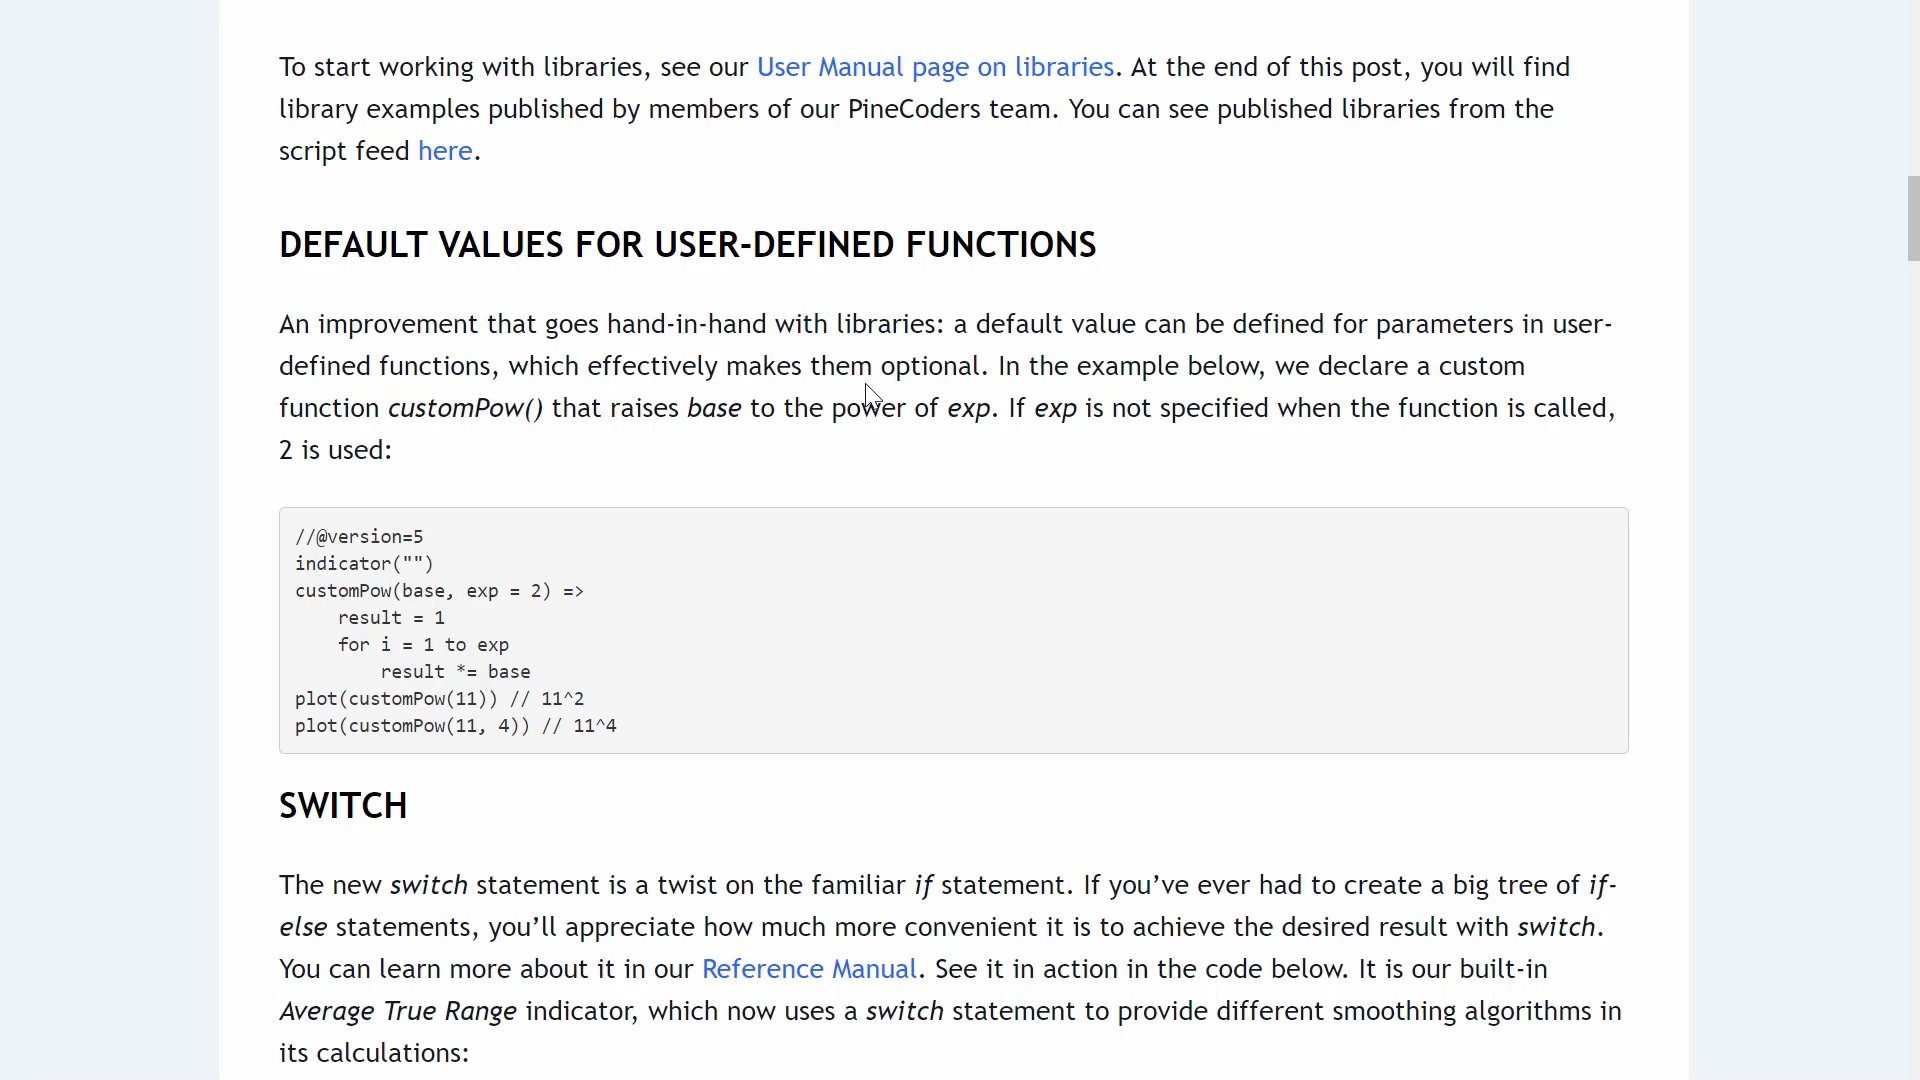 To start working with libraries, see our User Manual page on libraries. At the end of this post, you will find
library examples published by members of our PineCoders team. You can see published libraries from the
script feed here.
DEFAULT VALUES FOR USER-DEFINED FUNCTIONS
An improvement that goes hand-in-hand with libraries: a default value can be defined for parameters in user-
defined functions, which effectively makes them optional. In the example below, we declare a custom
function customPow() that raises base to the power of exp. If exp is not specified when the function is called,
2 is used:
//@version=5
indicator("")
customPow(base, exp = 2) =>
    result = 1
    for i = 1 to exp
        result *= base
plot(customPow(11)) // 11^2
plot(customPow(11, 4)) // 11^4
SWITCH
The new switch statement is a twist on the familiar if statement. If you’ve ever had to create a big tree of if-
else statements, you’ll appreciate how much more convenient it is to achieve the desired result with switch.
You can learn more about it in our Reference Manual. See it in action in the code below. It is our built-in
Average True Range indicator, which now uses a switch statement to provide different smoothing algorithms in
its calculations: